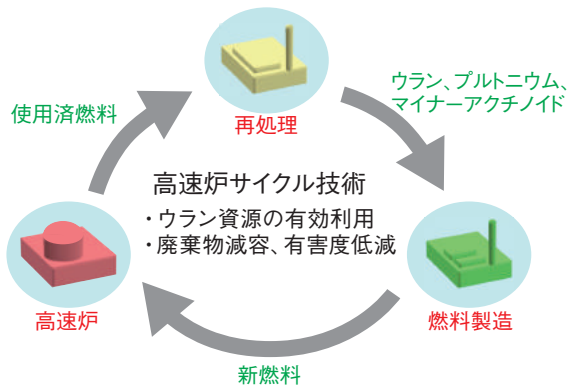 使用済燃料
再処理
ウラン、プルトニウム、
マイナーアクチノイド
高速炉サイクル技術
・ウラン資源の有効利用
・廃棄物減容、有害度低減
高速炉
燃料製造
新燃料